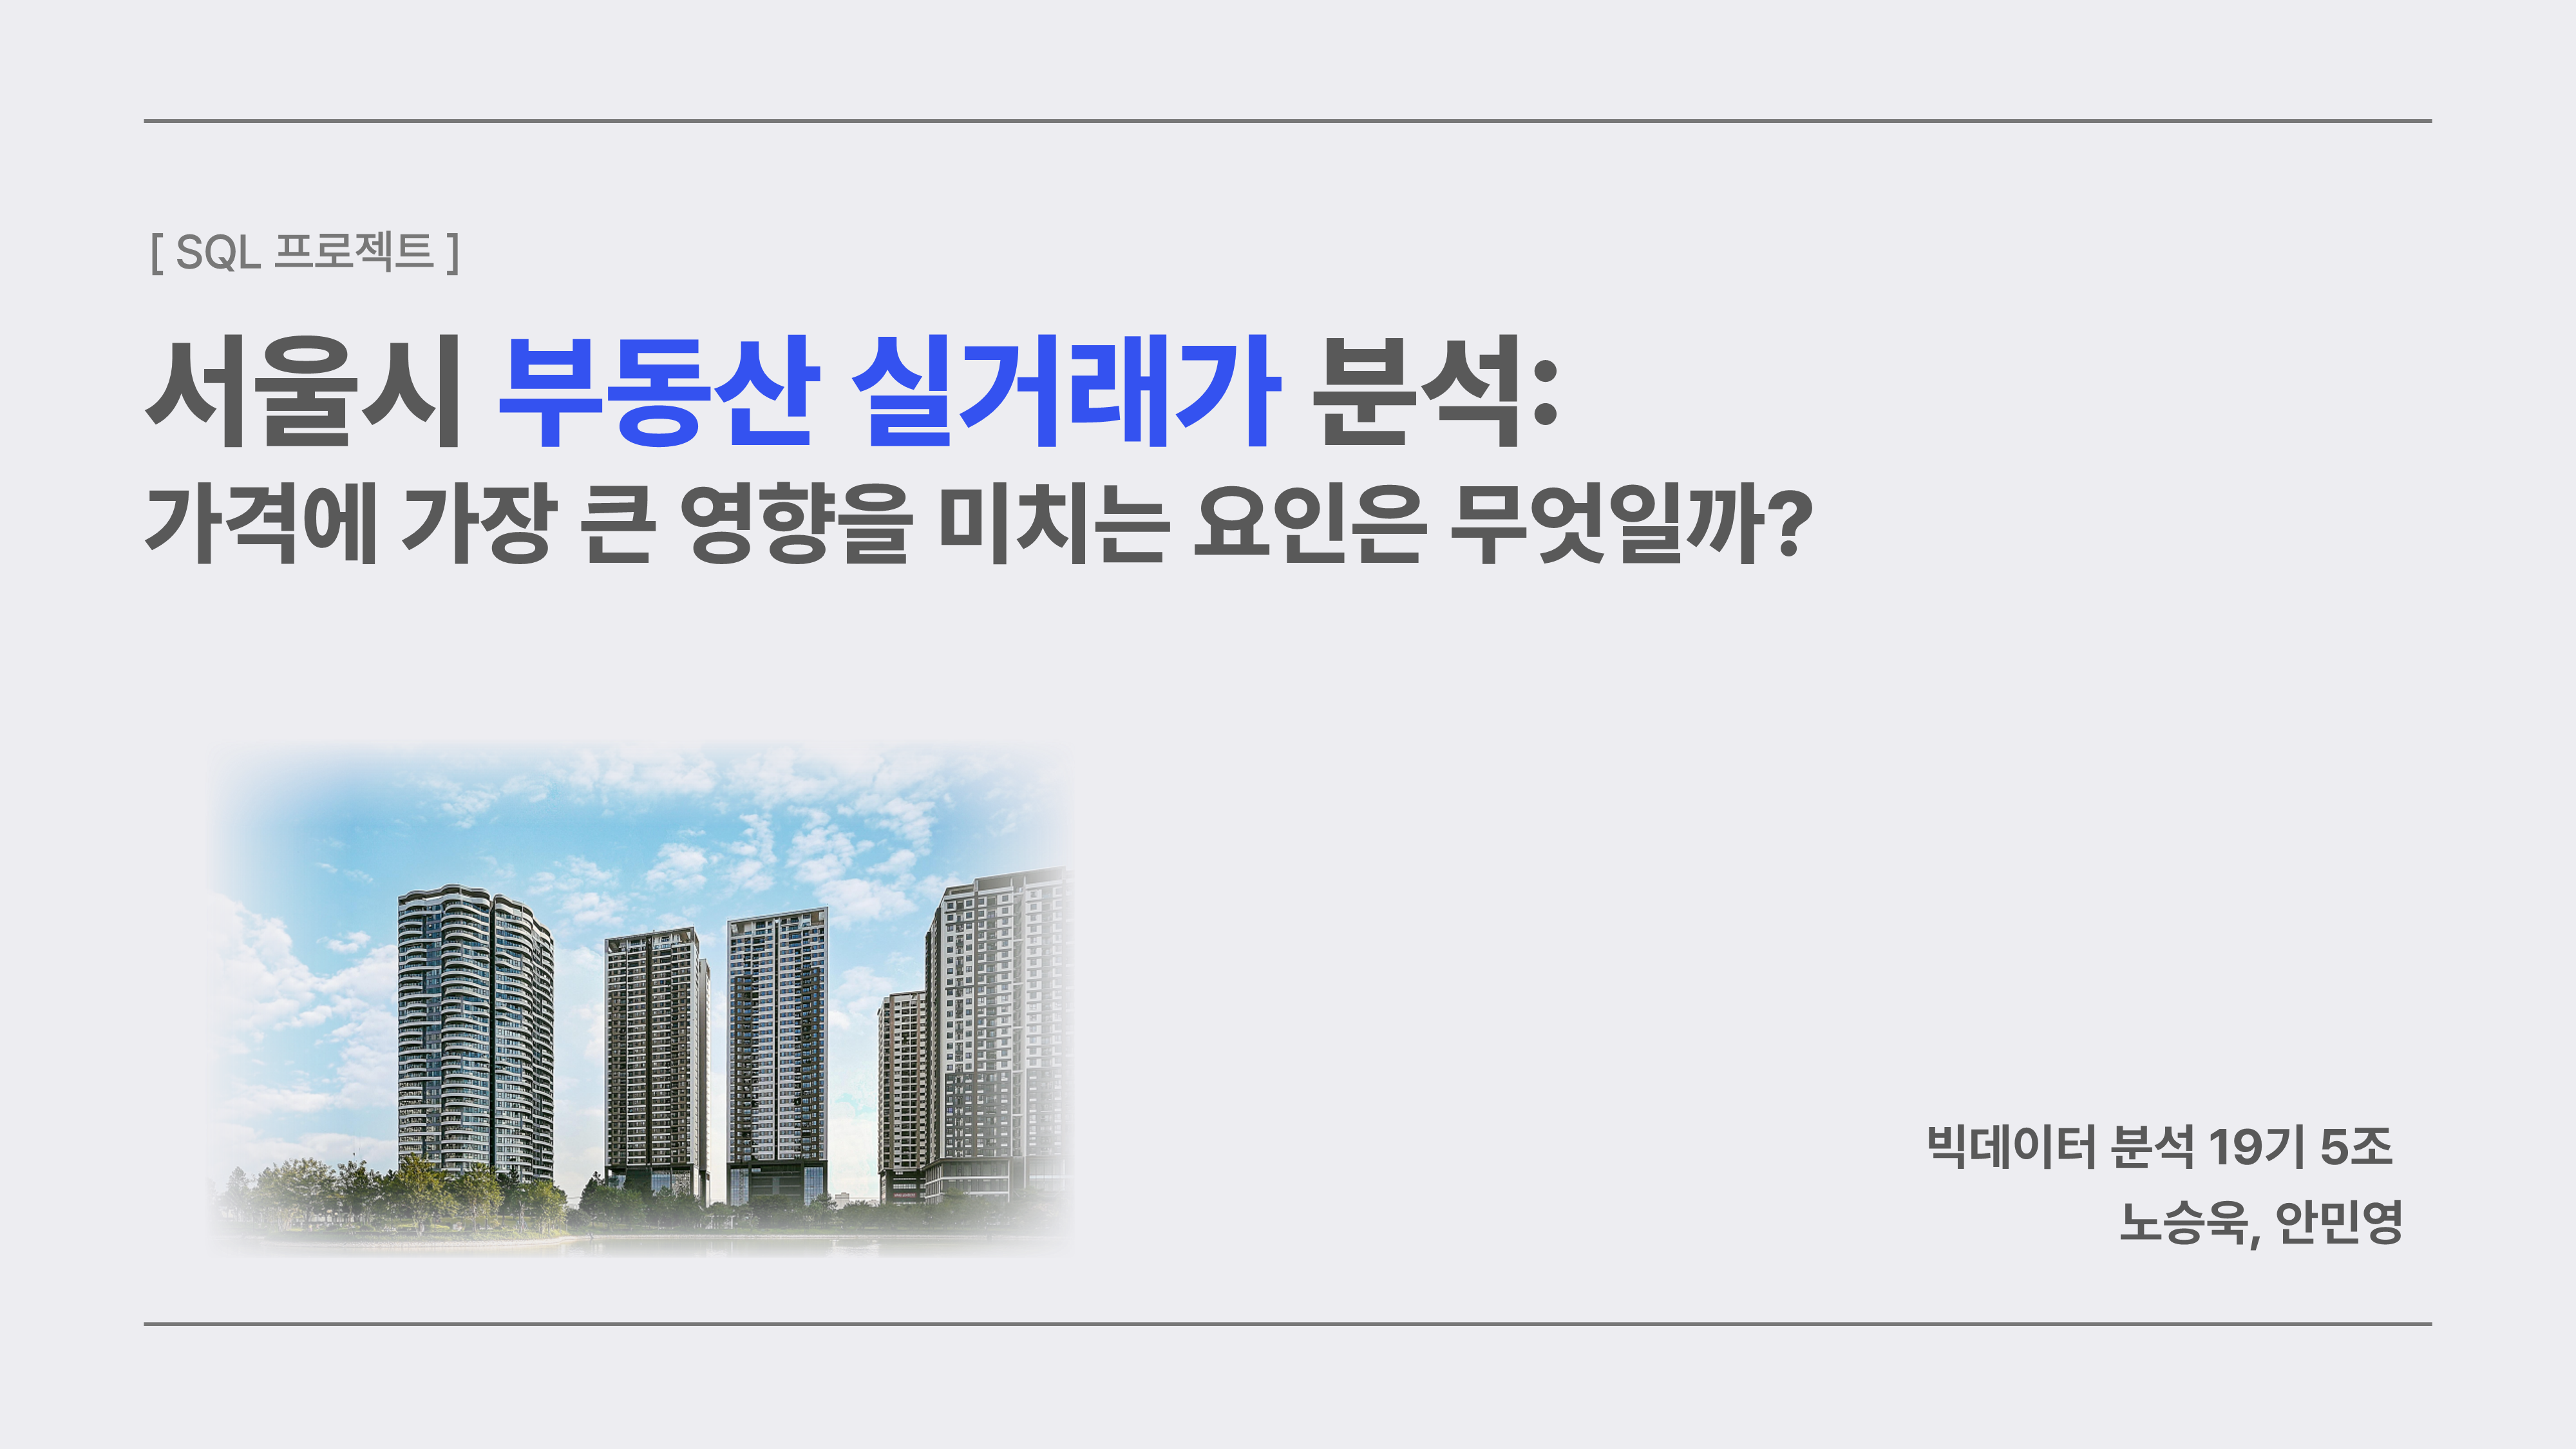 [ SQL 프로젝트 ]
서울시 부동산 실거래가 분석:
가격에 가장 큰 영향을 미치는 요인은 무엇일까?
빅데이터 분석 19기 5조
노승욱, 안민영